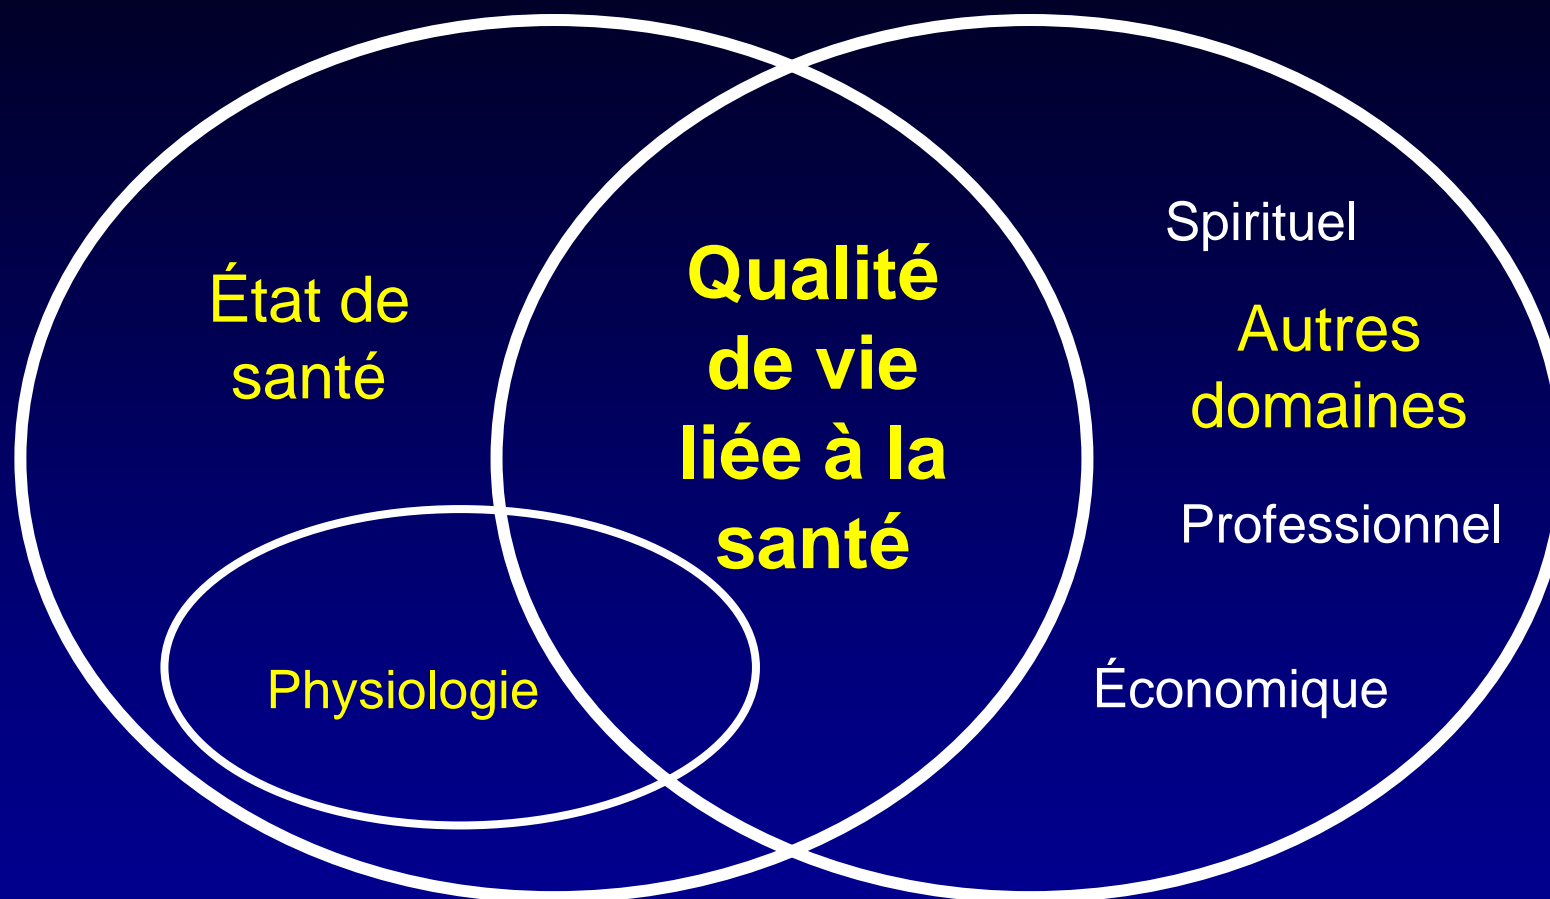 État de
santé
Physiologie
Qualité
de vie
liée à la
santé
Spirituel
Autres
domaines
Professionnel
Économique